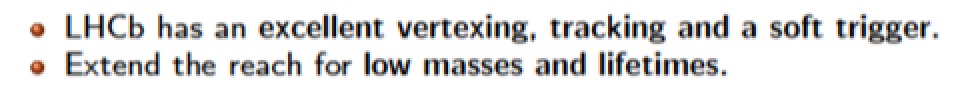 LHCb has an excellent vertexing, tracking and a soft trigger.
Extend the reach for low masses and lifetimes.